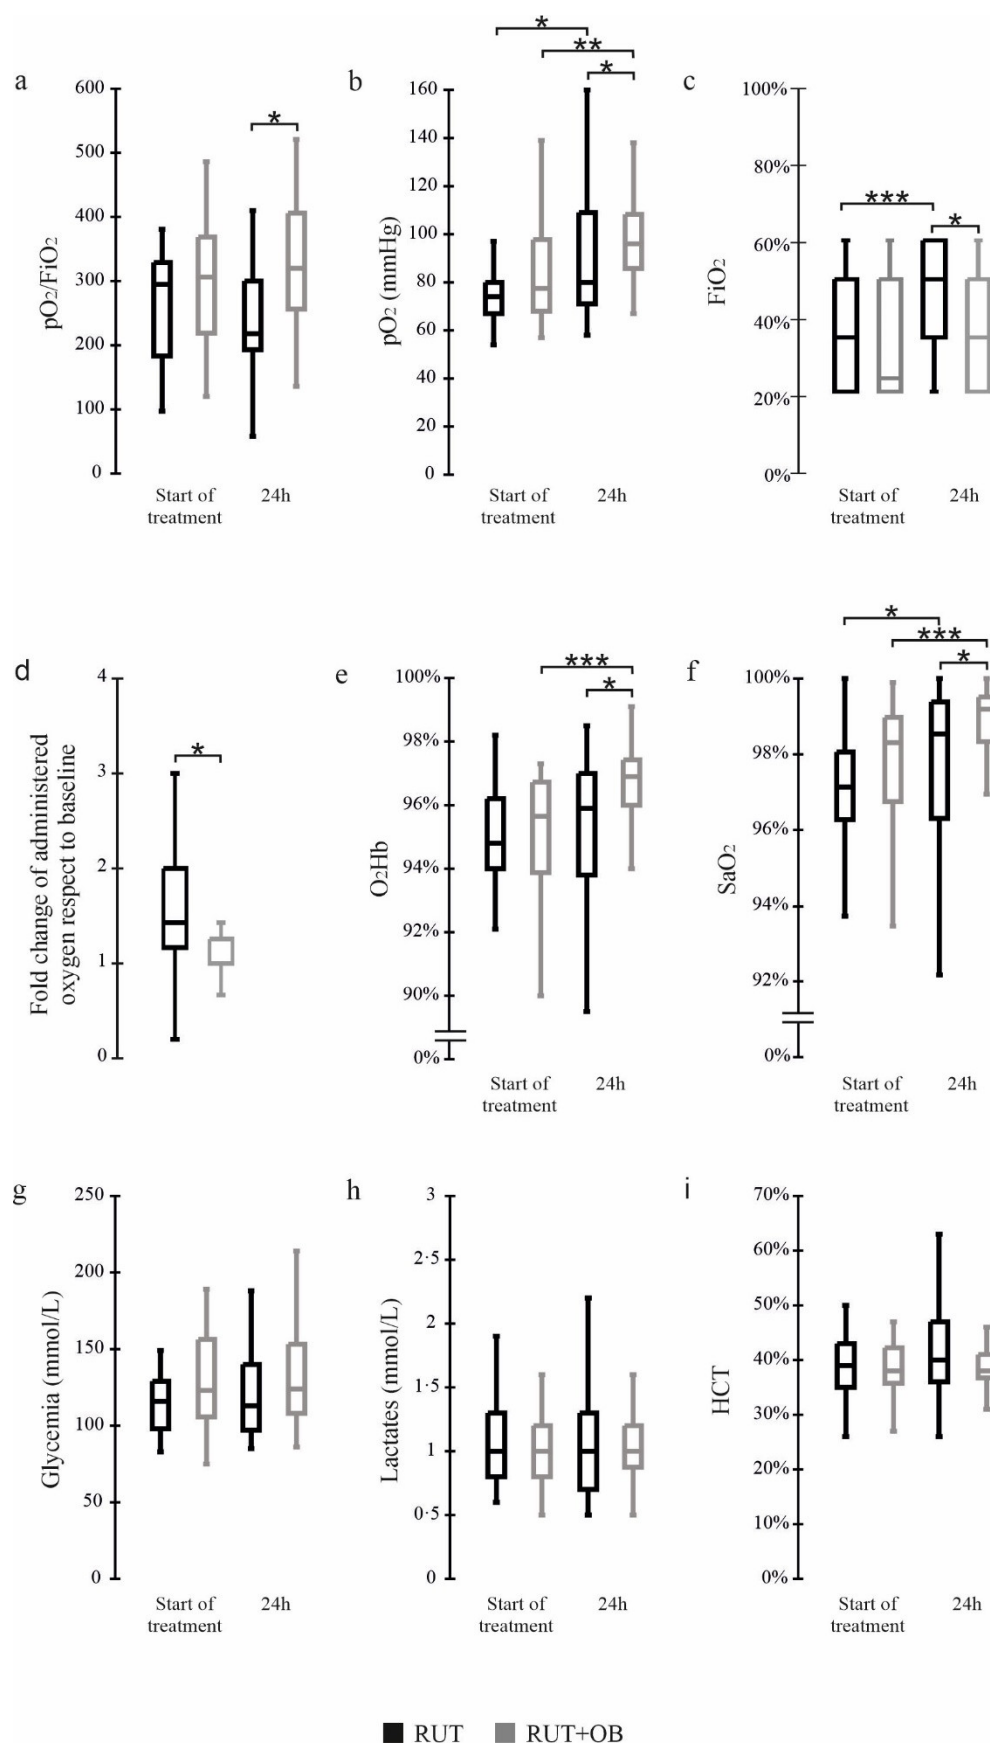 a
600
500
400
300
200
100
0
pO2/FiO2
*
Start of
treatment
24h
b
160
140
120
100
80
60
40
20
0
pO2 (mmHg)
*
**
*
Start of
treatment
24h
c
100%
80%
60%
40%
20%
0%
FiO2
***
*
Start of
treatment
24h
d
4
3
2
1
0
Fold change of administered
oxygen respect to baseline
*
e
100%
98%
96%
94%
92%
90%
0%
O2Hb
***
*
Start of
treatment
24h
f
100%
98%
96%
94%
92%
0%
SaO2
*
***
*
Start of
treatment
24h
g
250
200
150
100
50
0
Glycemia (mmol/L)
Start of
treatment
24h
h
3
2·5
2
1·5
1
0·5
0
Lactates (mmol/L)
Start of
treatment
24h
i
70%
60%
50%
40%
30%
20%
10%
0%
HCT
Start of
treatment
24h
RUT
RUT+OB